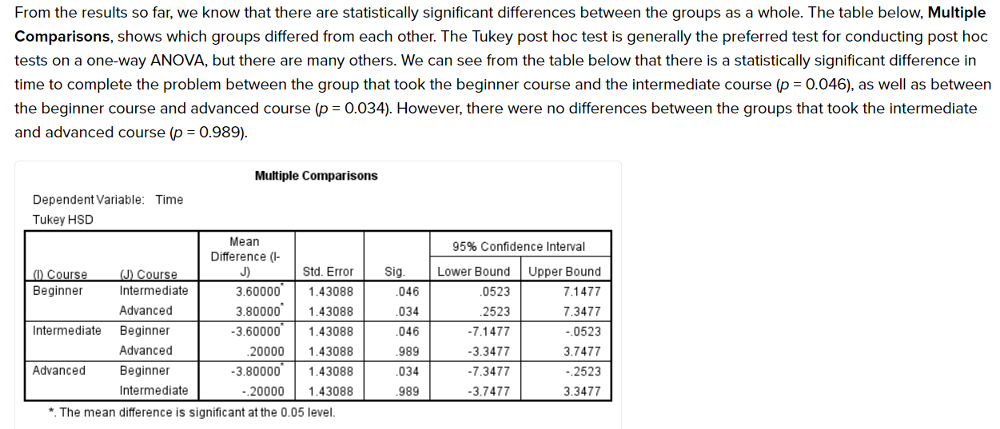 From the results so far, we know that there are statistically significant differences between the groups as a whole. The table below, Multiple
Comparisons, shows which groups differed from each other. The Tukey post hoc test is generally the preferred test for conducting post hoc
tests on a one-way ANOVA, but there are many others. We can see from the table below that there is a statistically significant difference in
time to complete the problem between the group that took the beginner course and the intermediate course (p = 0.046), as well as between
the beginner course and advanced course (p = 0.034). However, there were no differences between the groups that took the intermediate
and advanced course (p = 0.989).
Multiple Comparisons
Dependent Variable: Time
Tukey HSD
(I) Course (J) Course Mean Difference (I-J) Std. Error Sig. 95% Confidence Interval
Lower Bound Upper Bound
Beginner Intermediate 3.60000* 1.43088 .046 .0523 7.1477
Advanced 3.80000* 1.43088 .034 .2523 7.3477
Intermediate Beginner -3.60000* 1.43088 .046 -7.1477 -.0523
Advanced .20000 1.43088 .989 -3.3477 3.7477
Advanced Beginner -3.80000* 1.43088 .034 -7.3477 -.2523
Intermediate -.20000 1.43088 .989 -3.7477 3.3477
*. The mean difference is significant at the 0.05 level.